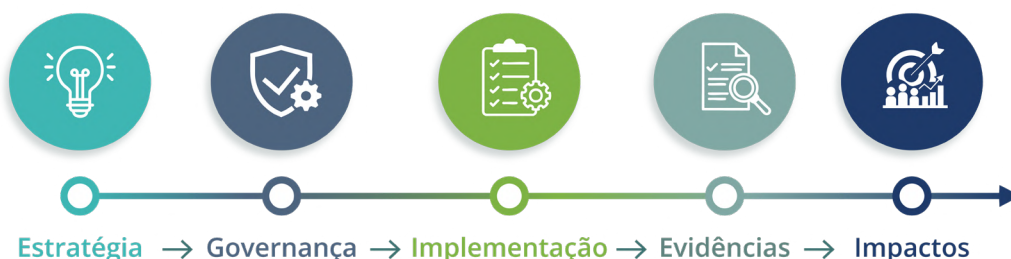 Estratégia → Governança → Implementação → Evidências → Impactos